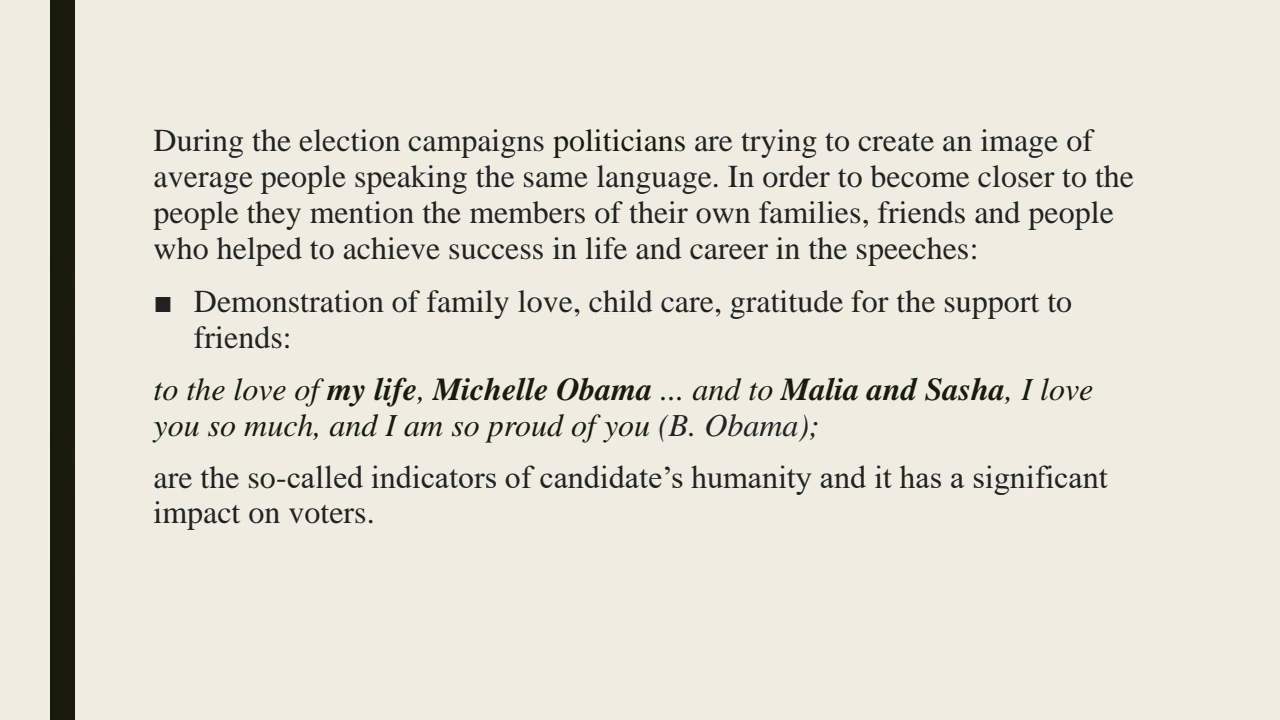 During the election campaigns politicians are trying to create an image of
average people speaking the same language. In order to become closer to the
people they mention the members of their own families, friends and people
who helped to achieve success in life and career in the speeches:
■ Demonstration of family love, child care, gratitude for the support to
friends:
to the love of my life, Michelle Obama ... and to Malia and Sasha, I love
you so much, and I am so proud of you (B. Obama);
are the so-called indicators of candidate’s humanity and it has a significant
impact on voters.